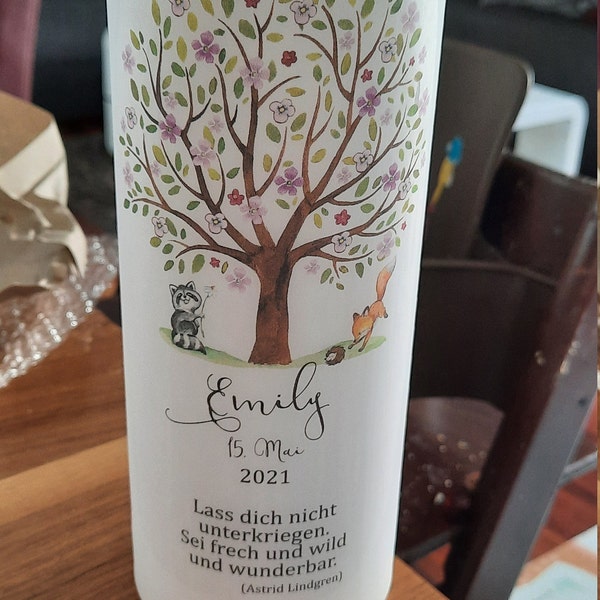 Emily
15. Mai
2021
Lass dich nicht
unterkriegen.
Sei frech und wild
und wunderbar.
(Astrid Lindgren)